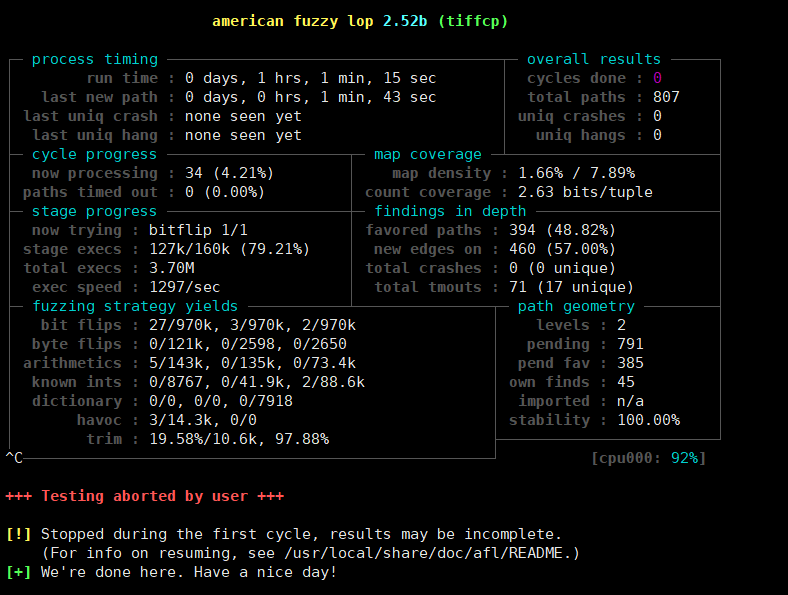 american fuzzy lop 2.52b (tiffcp)
process timing overall results
run time : 0 days, 1 hrs, 1 min, 15 sec cycles done : 0
last new path : 0 days, 0 hrs, 1 min, 43 sec total paths : 807
last uniq crash : none seen yet uniq crashes : 0
last uniq hang : none seen yet uniq hangs : 0
cycle progress map coverage
now processing : 34 (4.21%) map density : 1.66% / 7.89%
paths timed out : 0 (0.00%) count coverage : 2.63 bits/tuple
stage progress findings in depth
now trying : bitflip 1/1 favored paths : 394 (48.82%)
stage execs : 127k/160k (79.21%) new edges on : 460 (57.00%)
total execs : 3.70M total crashes : 0 (0 unique)
exec speed : 1297/sec total tmouts : 71 (17 unique)
fuzzing strategy yields path geometry
bit flips : 27/970k, 3/970k, 2/970k levels : 2
byte flips : 0/121k, 0/2598, 0/2650 pending : 791
arithmetics : 5/143k, 0/135k, 0/73.4k pend fav : 385
known ints : 0/8767, 0/41.9k, 2/88.6k own finds : 45
dictionary : 0/0, 0/0, 0/7918 imported : n/a
havoc : 3/14.3k, 0/0 stability : 100.00%
trim : 19.58%/10.6k, 97.88%
^C [cpu000: 92%]
+++ Testing aborted by user +++
[!] Stopped during the first cycle, results may be incomplete.
(For info on resuming, see /usr/local/share/doc/afl/README.)
[+] We're done here. Have a nice day!